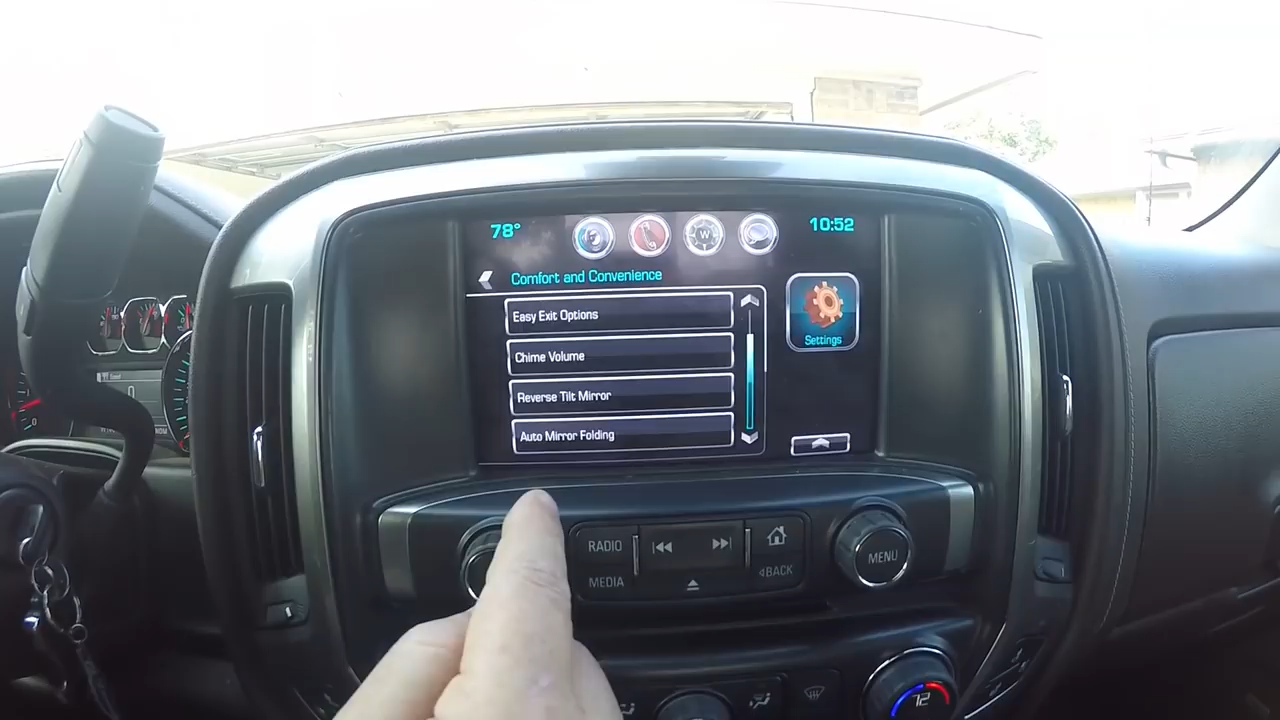 78°
W
10:52
Comfort and Convenience
Easy Exit Options
Chime Volume
Reverse Tilt Mirror
Auto Mirror Folding
Settings
RADIO
MEDIA
BACK
MENU
72